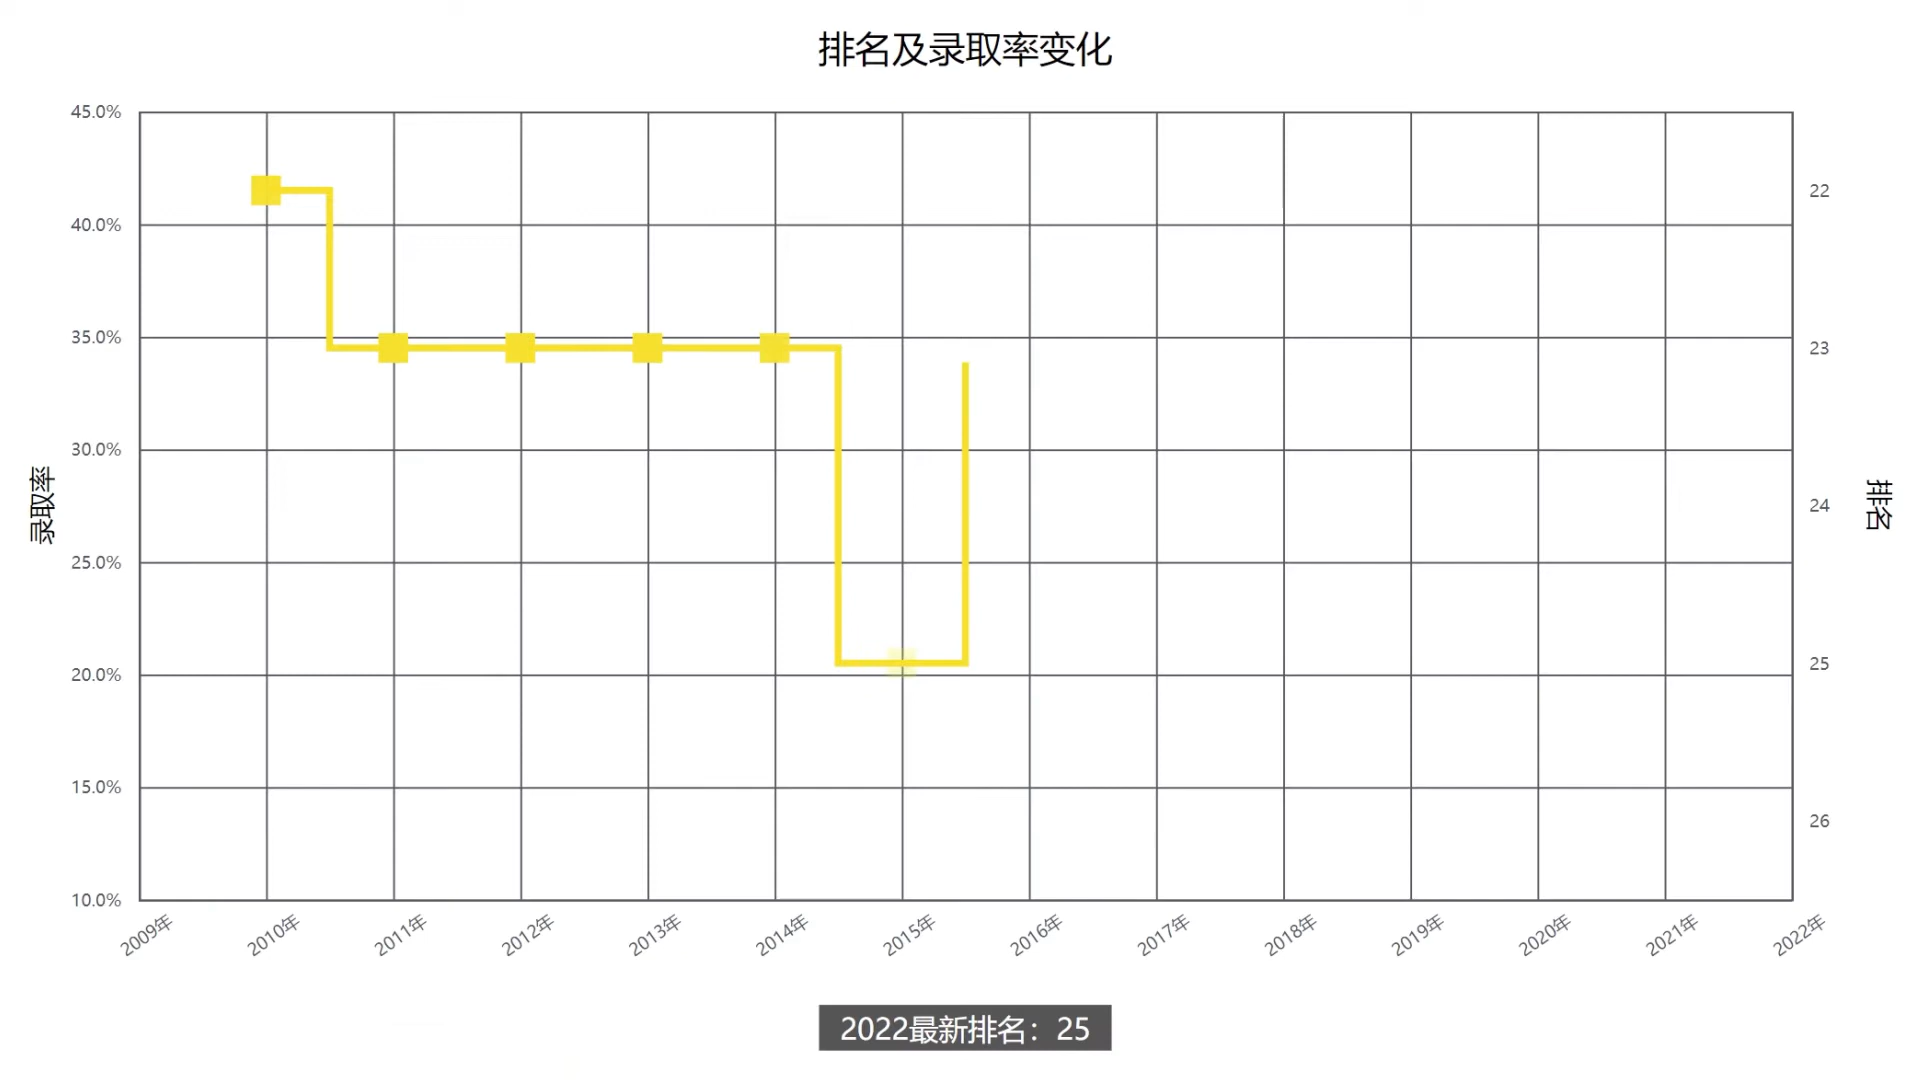 排名及录取率变化
45.0%
40.0%
35.0%
30.0%
25.0%
20.0%
15.0%
10.0%
录取率
22
23
24
25
26
排名
2009年
2010年
2011年
2012年
2013年
2014年
2015年
2016年
2017年
2018年
2019年
2020年
2021年
2022年
2022最新排名：25